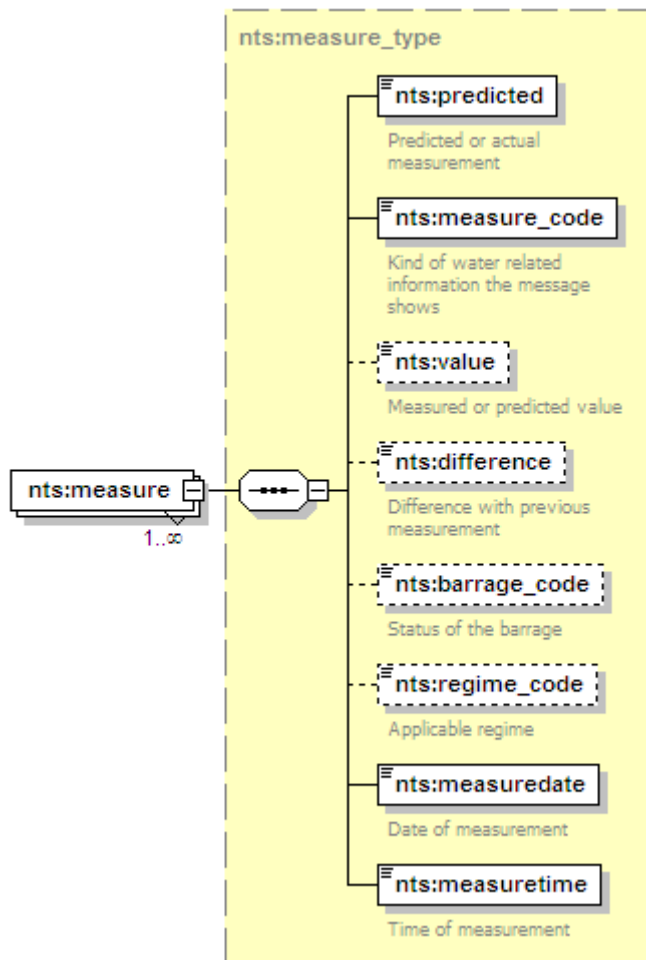 nts:measure_type
nts:predicted
Predicted or actual
measurement
nts:measure_code
Kind of water related
information the message
shows
nts:value
Measured or predicted value
nts:difference
Difference with previous
measurement
nts:measure
1..∞
nts:barrage_code
Status of the barrage
nts:regime_code
Applicable regime
nts:measuredate
Date of measurement
nts:measuretime
Time of measurement